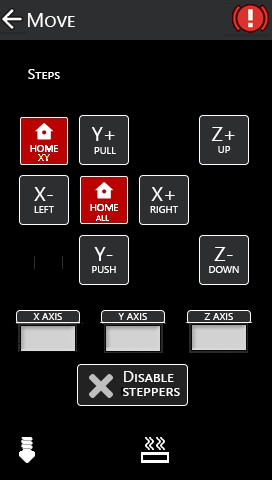 Move
Steps
HOME
XY
Y+
PULL
Z+
UP
X-
LEFT
HOME
ALL
X+
RIGHT
Y-
PUSH
Z-
DOWN
X AXIS
Y AXIS
Z AXIS
Disable
steppers